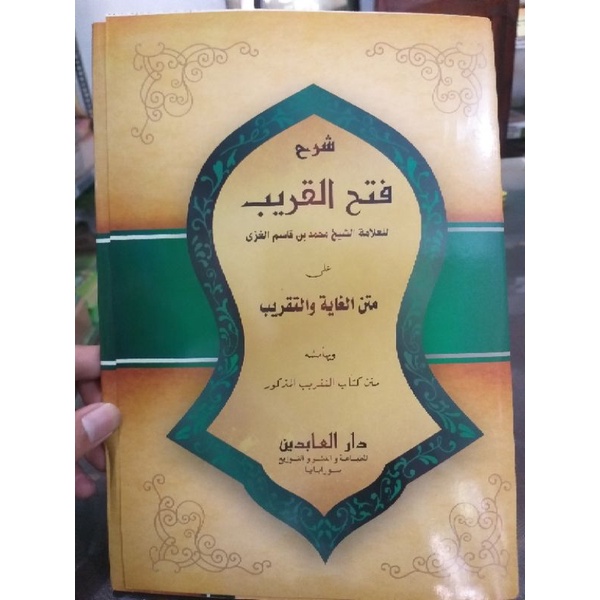 شرح
فتح القريب
للعلامة الشيخ محمد بن قاسم الغزى
على
متن الغاية والتقريب
وبهامشه
متن كتاب التقريب المذكور
دار العابدين
للطباعة والنشر والتوزيع
سورابايا